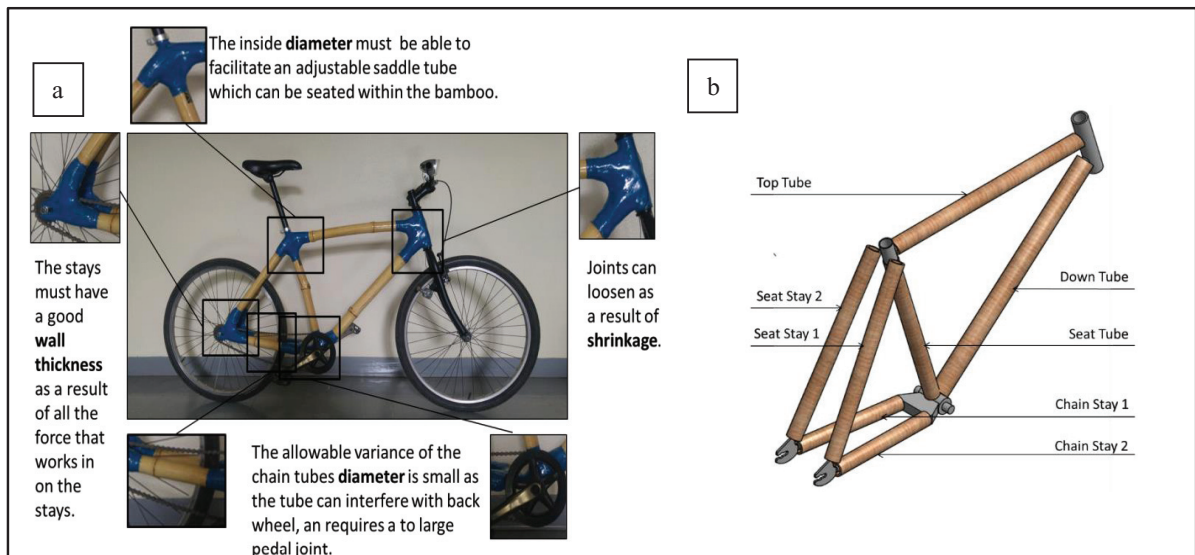 a
The inside diameter must be able to
facilitate an adjustable saddle tube
which can be seated within the bamboo.
The stays
must have
a good
wall
thickness
as a result
of all the
force that
works in
on the
stays.
Joints can
loosen as
a result of
shrinkage.
The allowable variance of the
chain tubes diameter is small as
the tube can interfere with back
wheel, an requires a to large
pedal joint.
b
Top Tube
Down Tube
Seat Stay 2
Seat Stay 1
Seat Tube
Chain Stay 1
Chain Stay 2